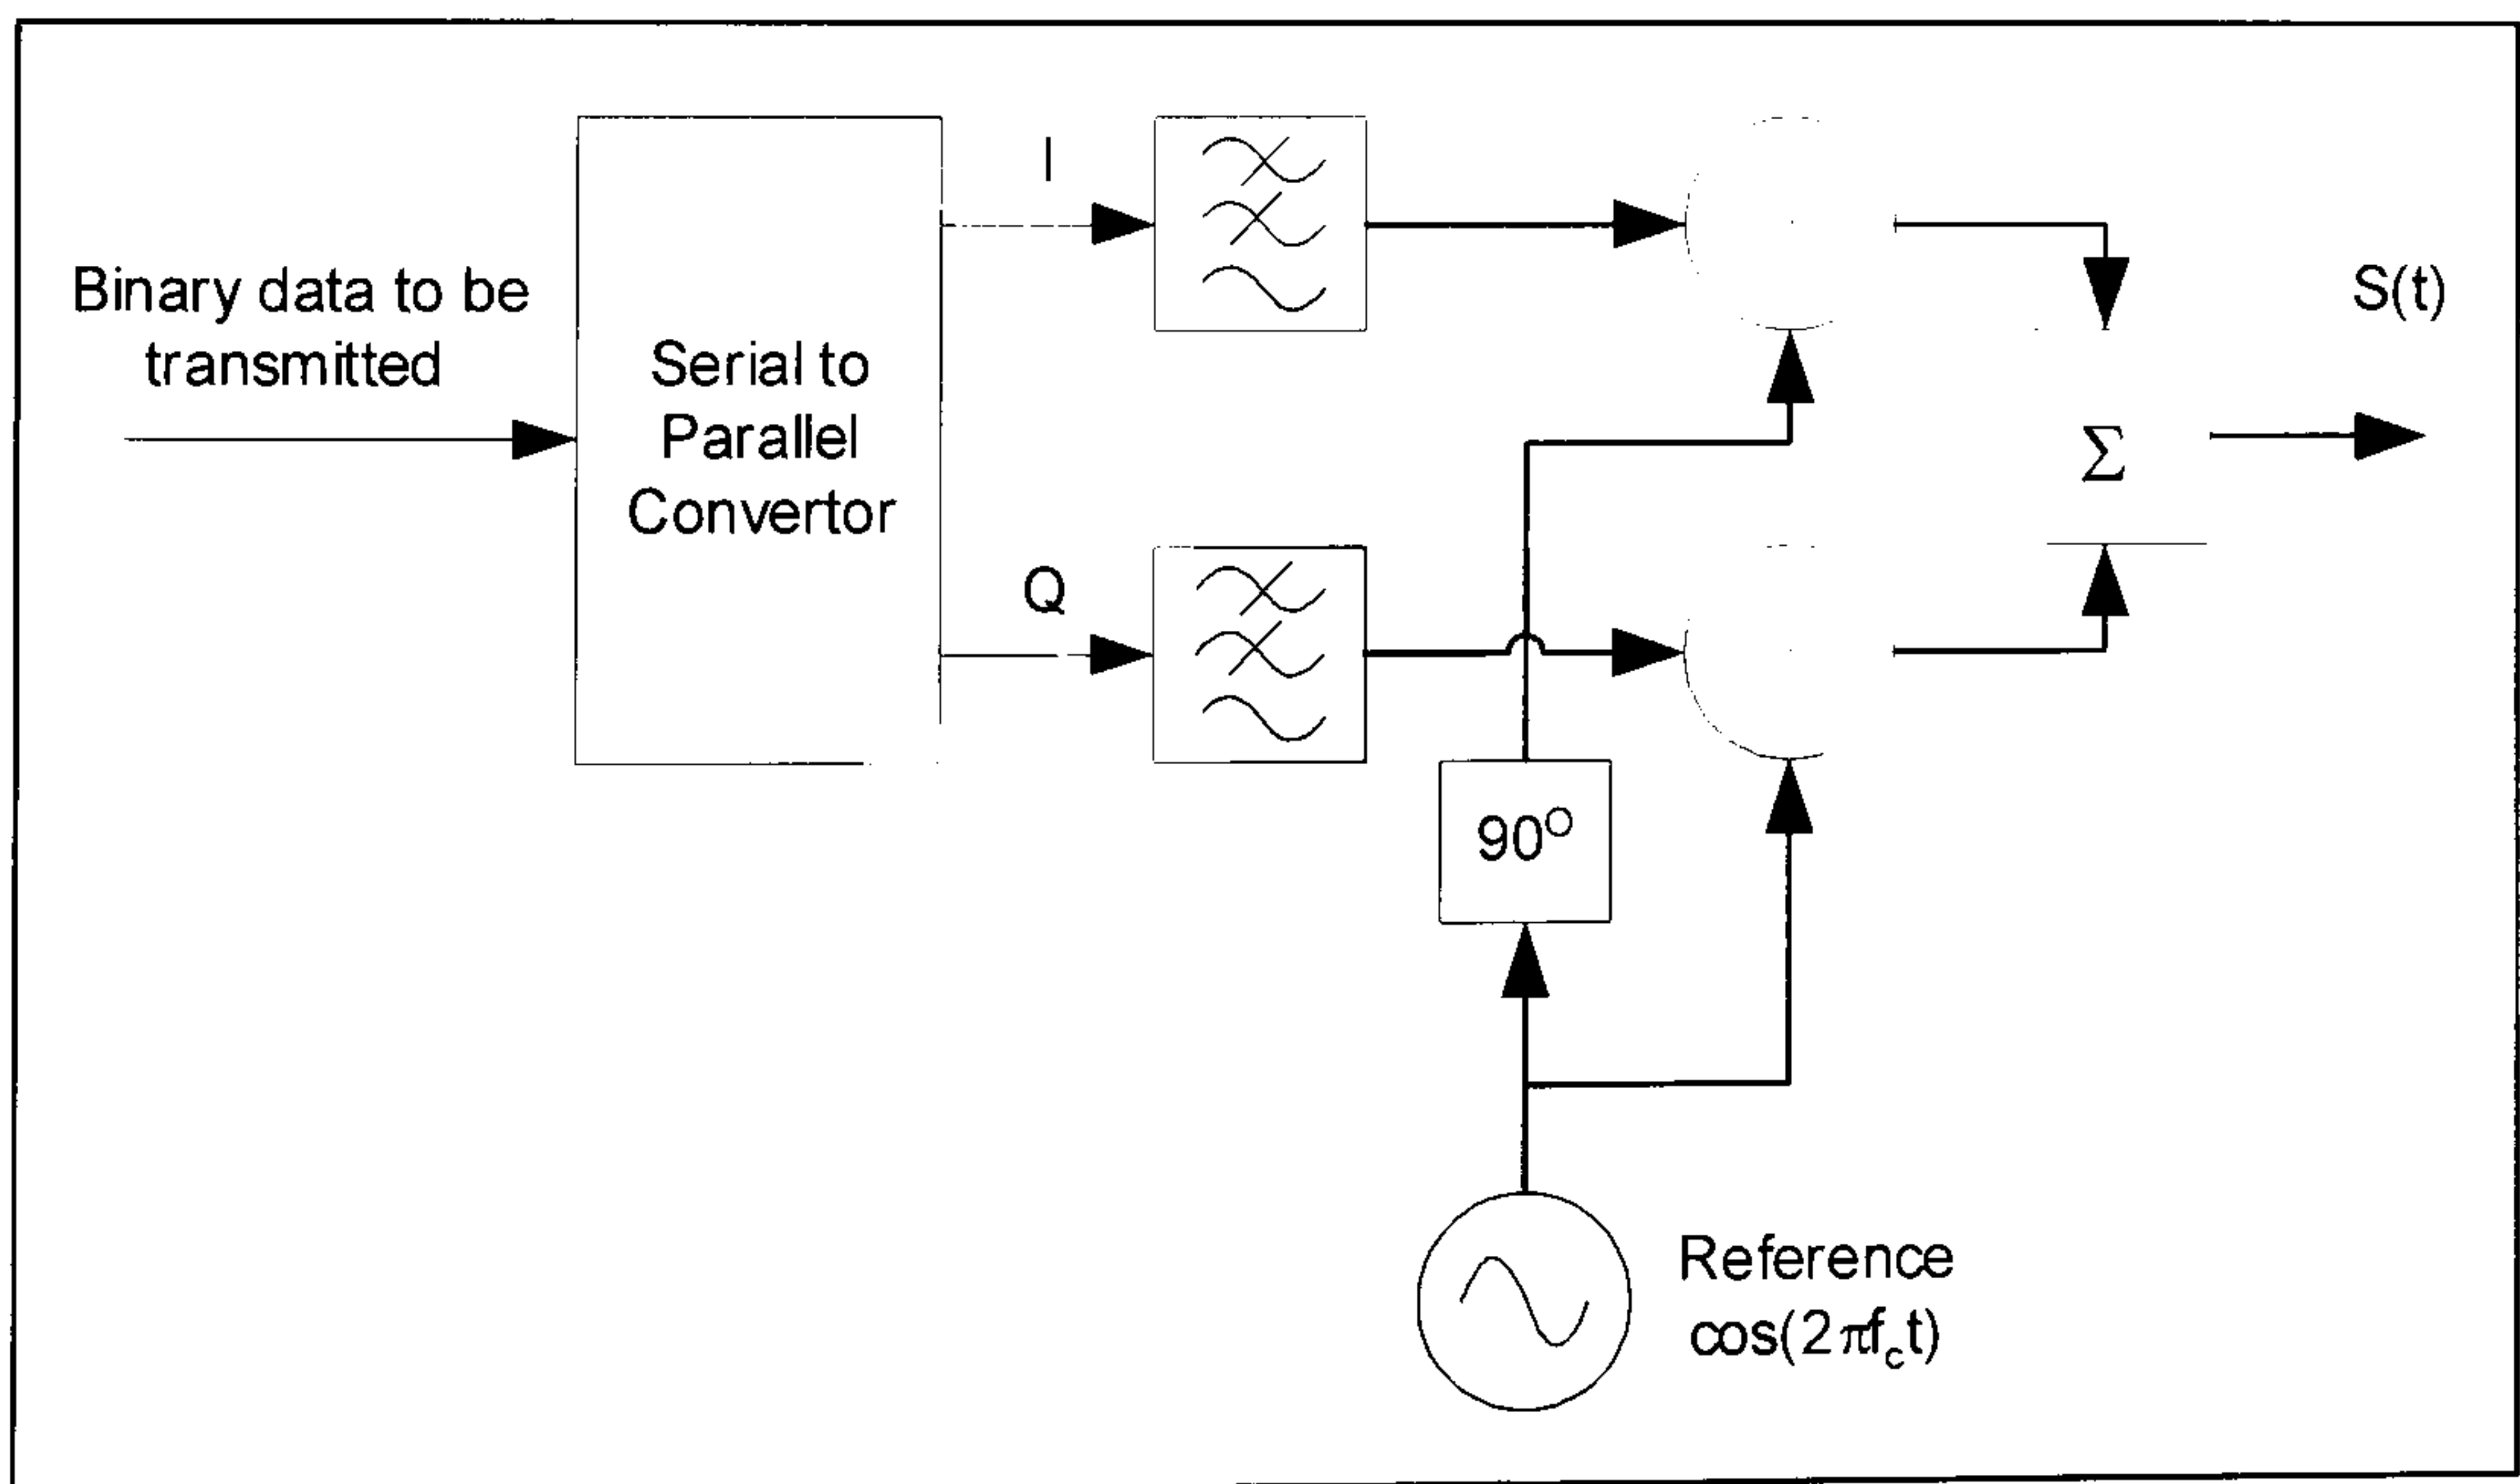 Binary data to be
transmitted
Serial to
Parallel
Convertor
I
Q
90°
Σ
S(t)
Reference
cos(2πf_ct)